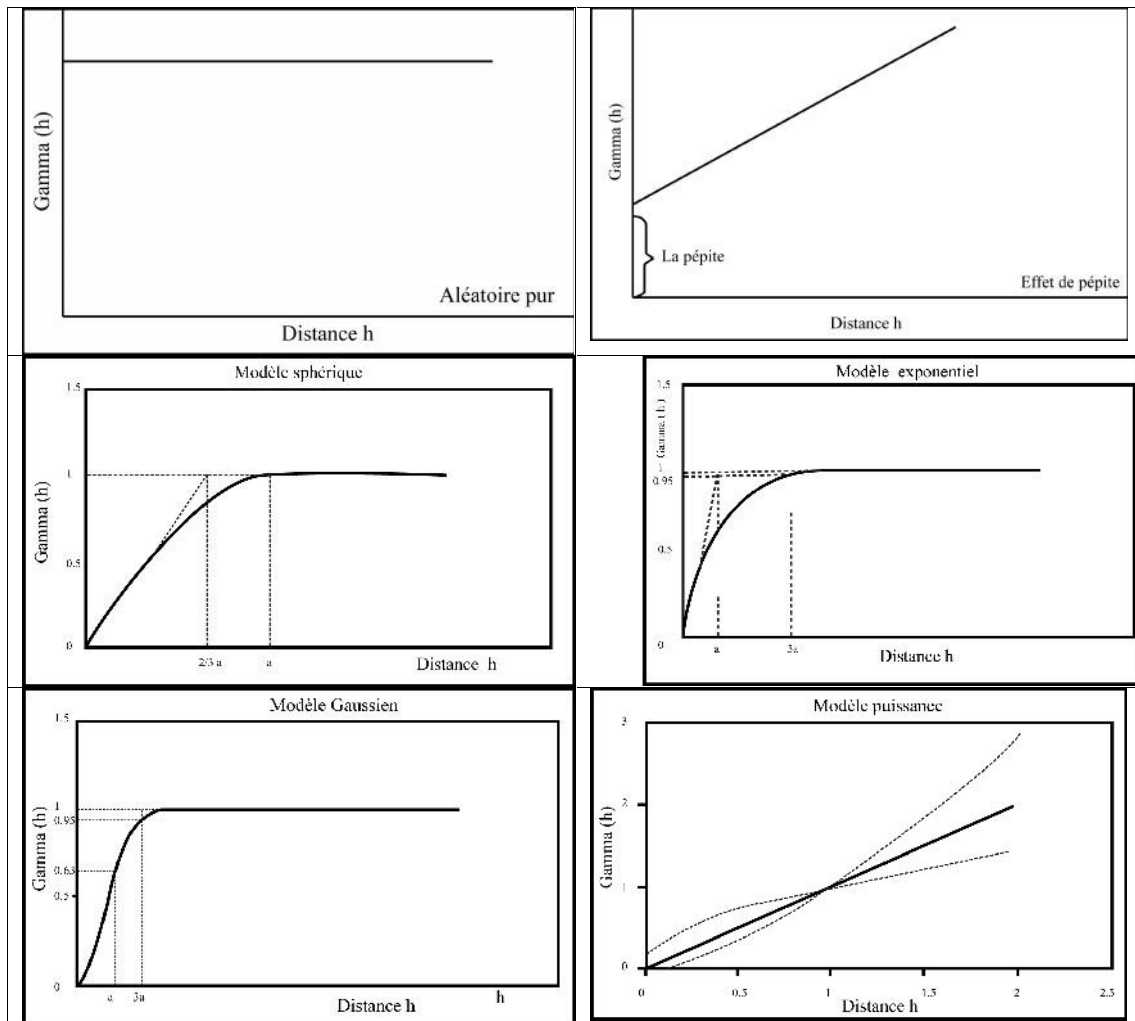 Gamma (h)
Aléatoire pur
Distance h
Gamma (h)
La pépite
Effet de pépite
Distance h
Modèle sphérique
1.5
1
0.5
0
Gamma (h)
2/3 a
a
Distance h
Modèle exponentiel
1.5
1
Gamma (h)
0.95
0.5
0
a
3a
Distance h
Modèle Gaussien
1.5
1
0.95
0.63
0.5
0
Gamma (h)
a
3a
Distance h
h
Modèle puissance
3
2
1
0
Gamma (h)
0
0.5
1
1.5
2
2.5
Distance h